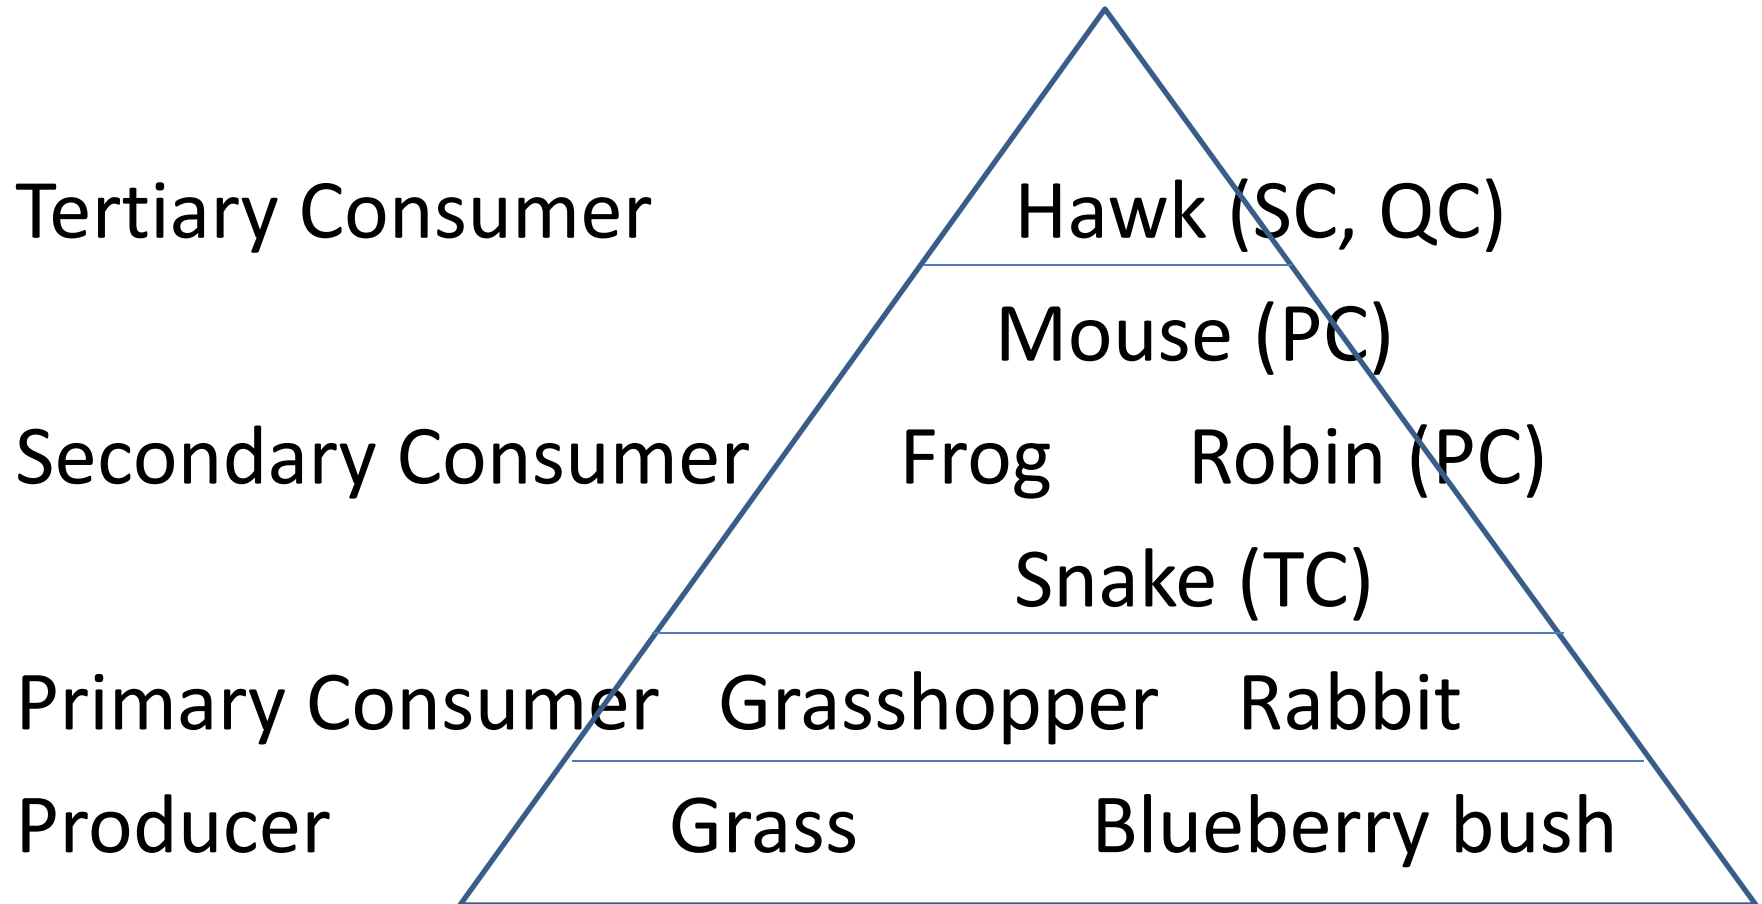 Tertiary Consumer Hawk (SC, QC)
Mouse (PC)
Secondary Consumer Frog Robin (PC)
Snake (TC)
Primary Consumer Grasshopper Rabbit
Producer Grass Blueberry bush